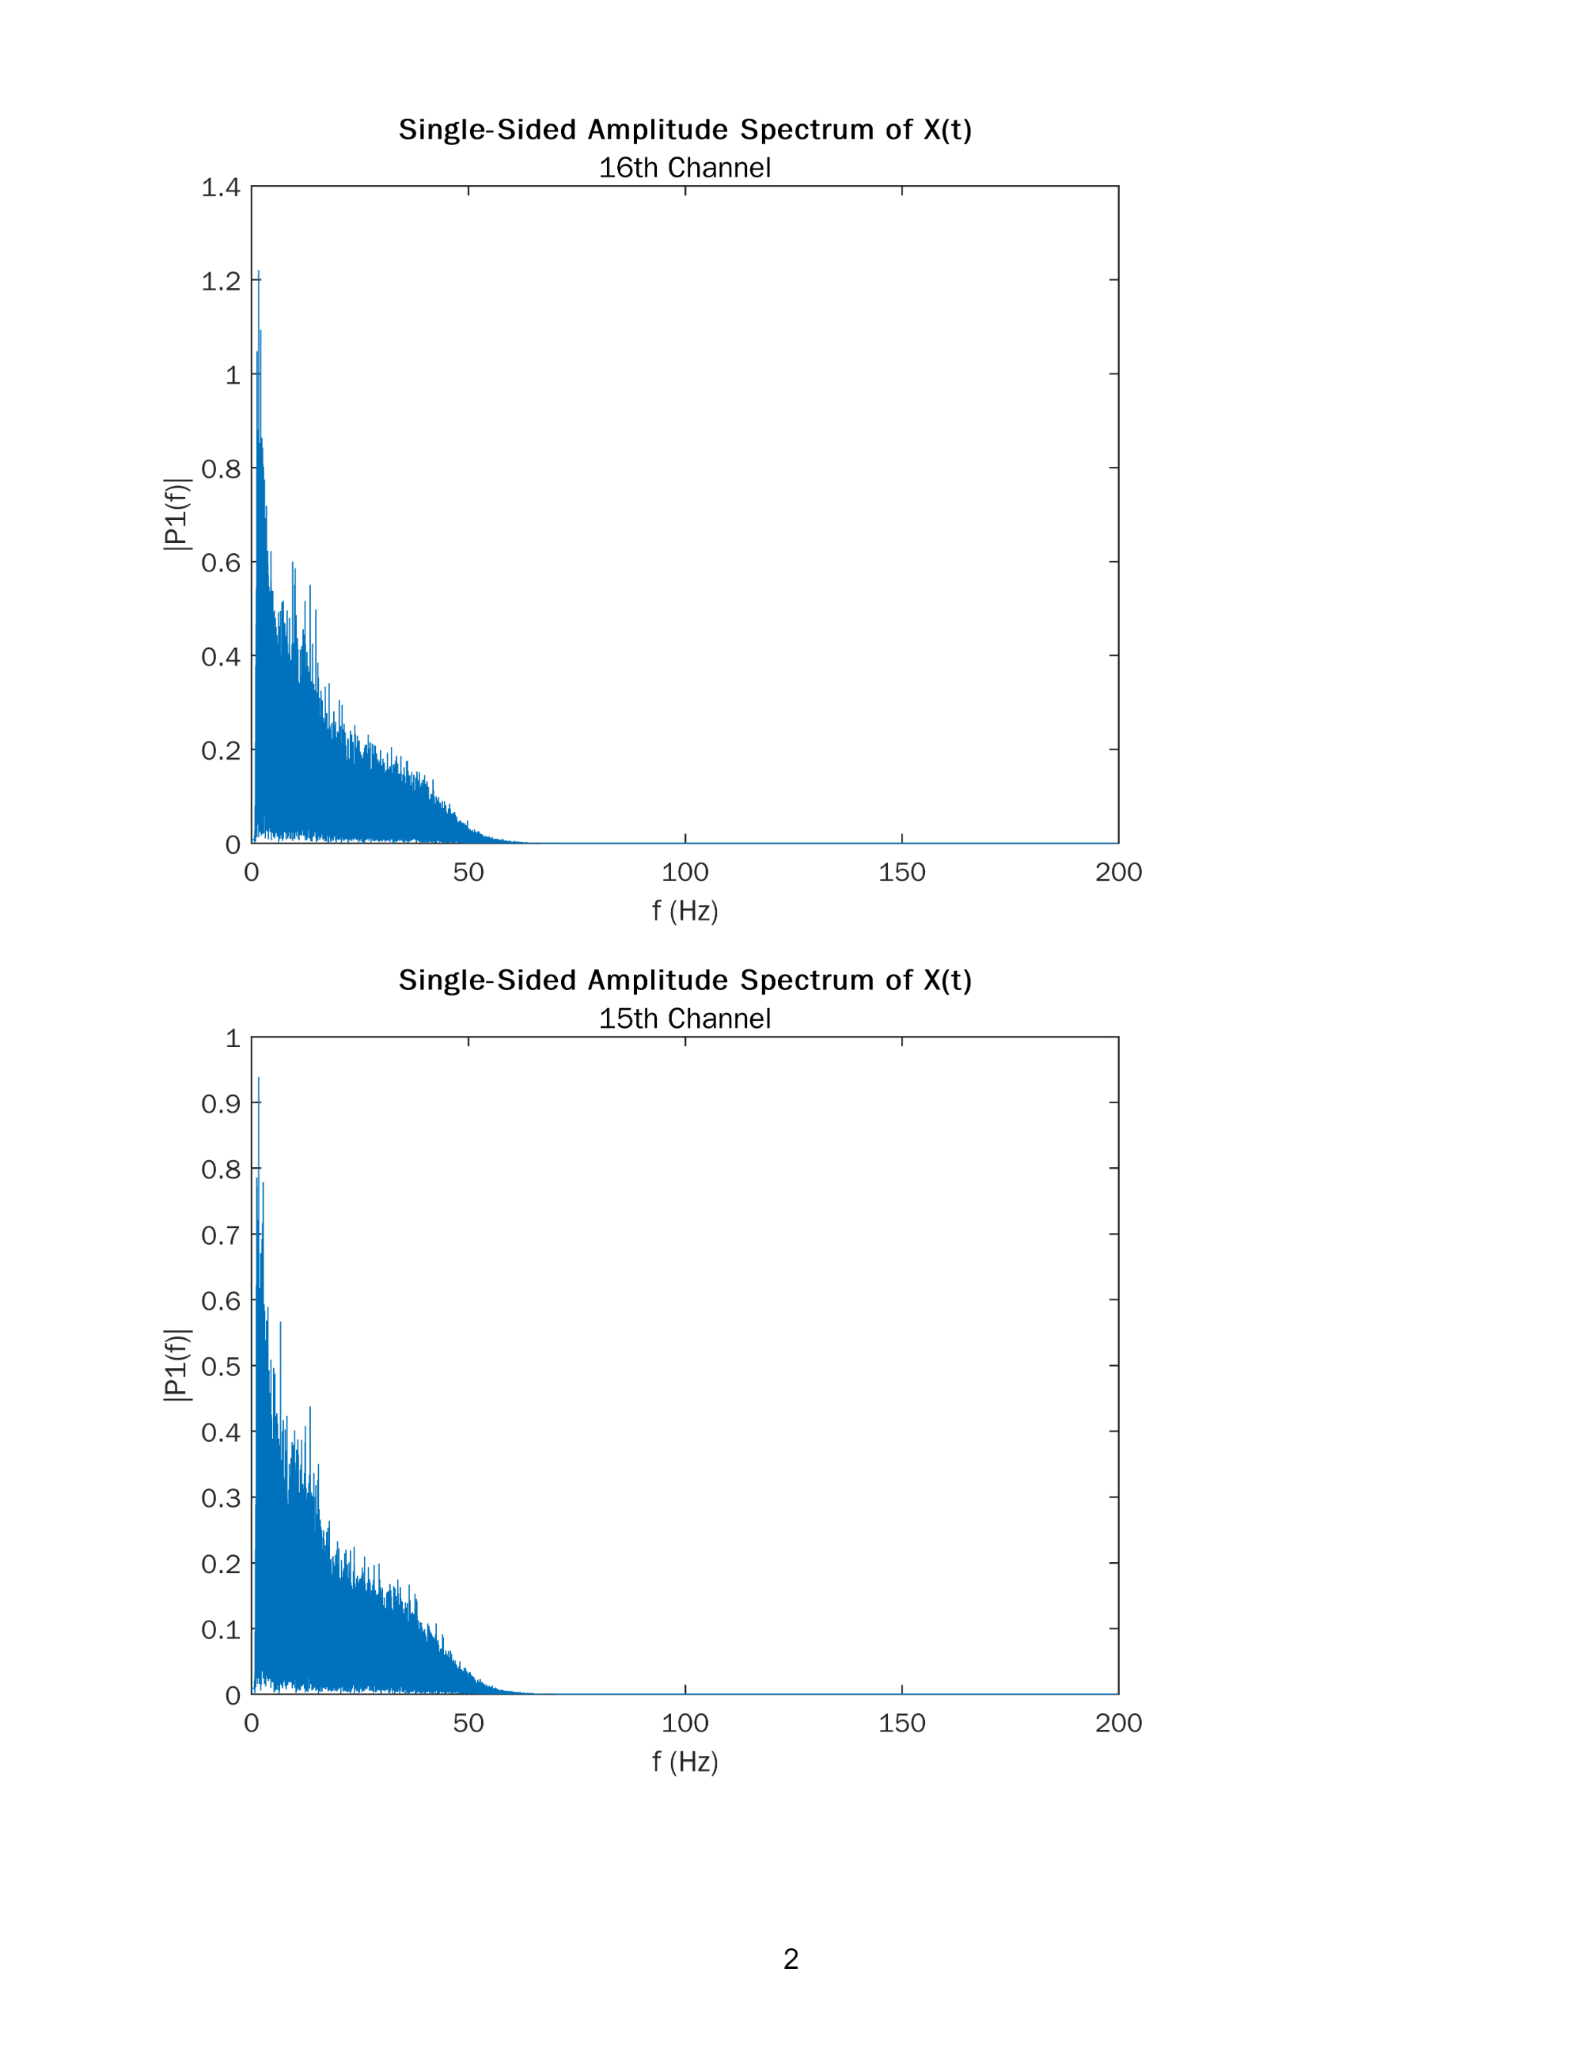 Single-Sided Amplitude Spectrum of X(t)
16th Channel
1.4
1.2
1
0.8
0.6
0.4
0.2
0
|P1(f)|
0 50 100 150 200
f (Hz)
Single-Sided Amplitude Spectrum of X(t)
15th Channel
1
0.9
0.8
0.7
0.6
0.5
0.4
0.3
0.2
0.1
0
|P1(f)|
0 50 100 150 200
f (Hz)
2